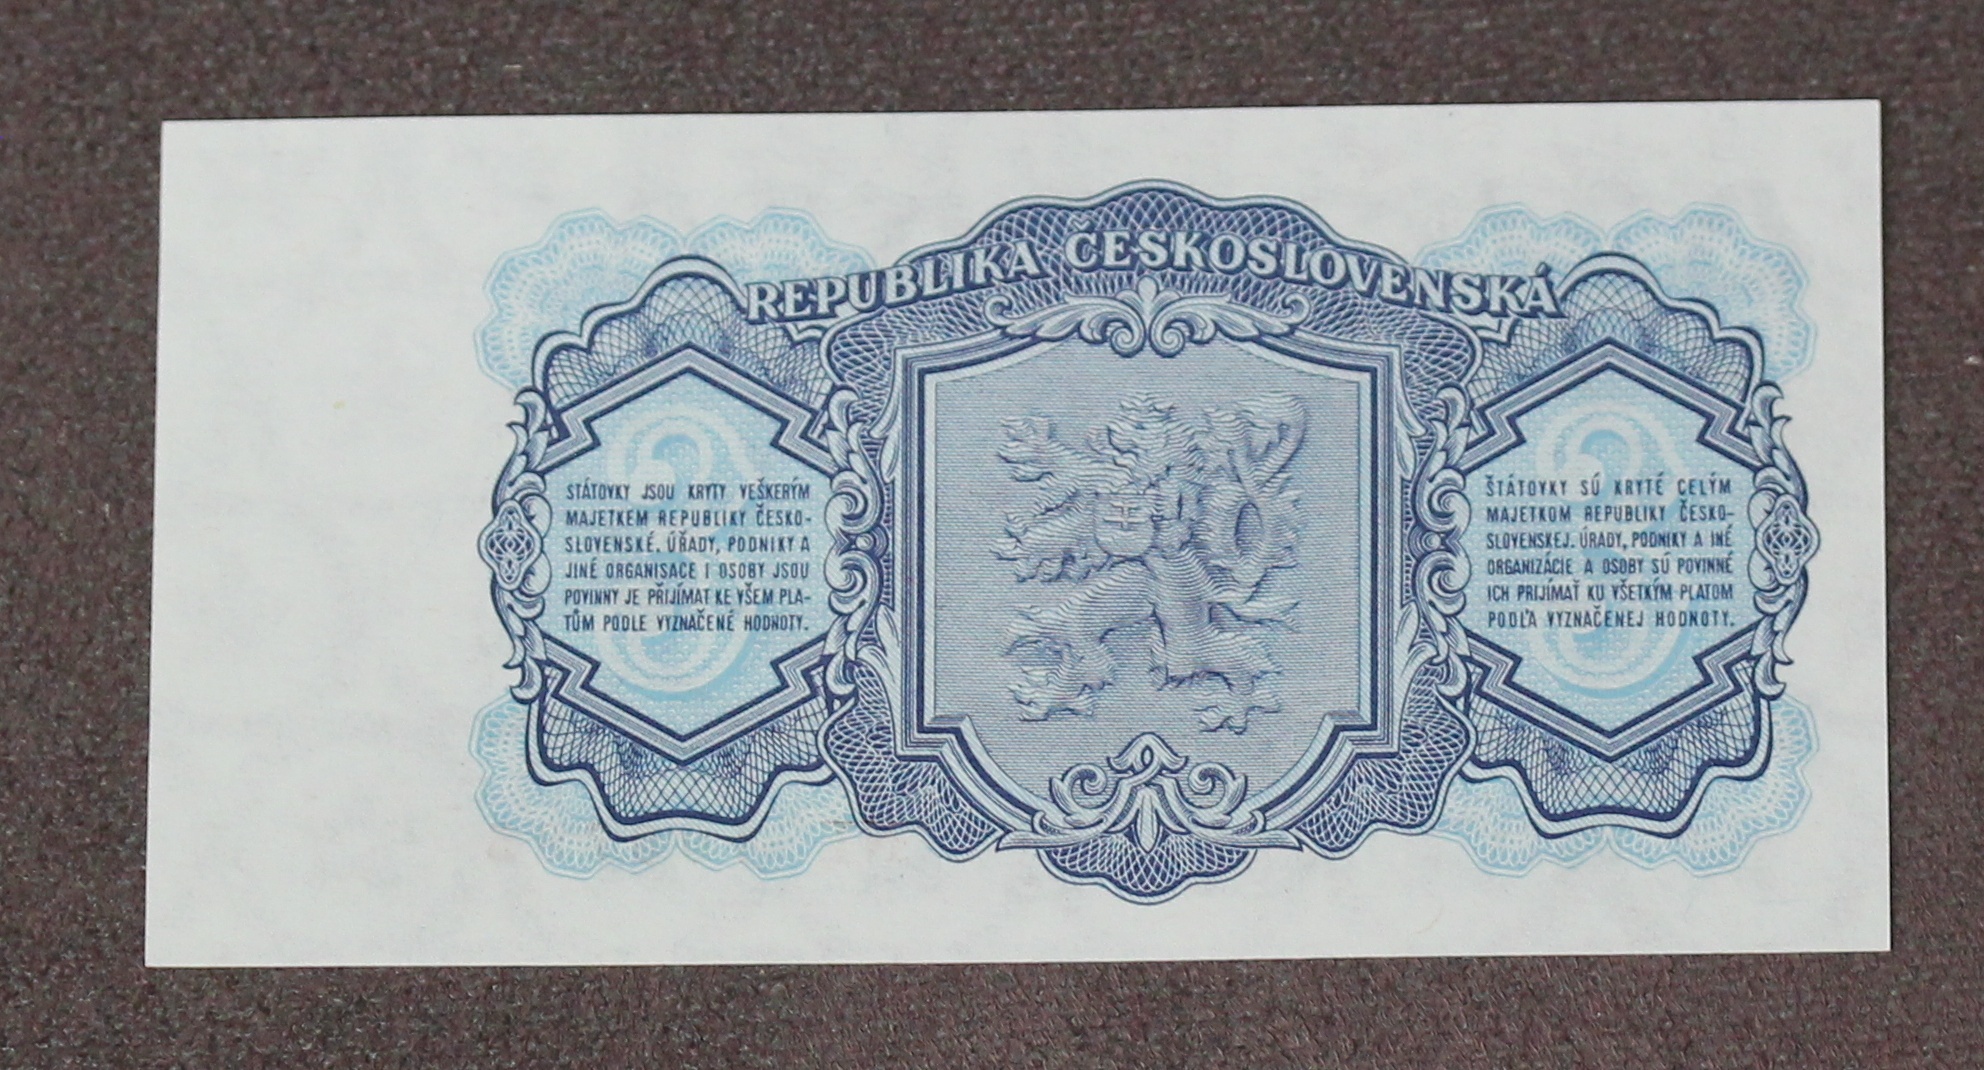 REPUBLIKA ČESKOSLOVENSKÁ
3
STÁTOVKY JSOU KRYTY VEŠKERÝM
MAJETKEM REPUBLIKY ČESKO-
SLOVENSKÉ. ÚŘADY, PODNIKY A
JINÉ ORGANISACE I OSOBY JSOU
POVINNY JE PŘIJÍMAT KE VŠEM PLA-
TŮM PODLE VYZNAČENÉ HODNOTY.
3
ŠTÁTOVKY SÚ KRYTÉ CELÝM
MAJETKOM REPUBLIKY ČESKO-
SLOVENSKEJ. ÚRADY, PODNIKY A INÉ
ORGANIZÁCIE A OSOBY SÚ POVINNÉ
ICH PRIJÍMAŤ KU VŠETKÝM PLATOM
PODĽA VYZNAČENEJ HODNOTY.